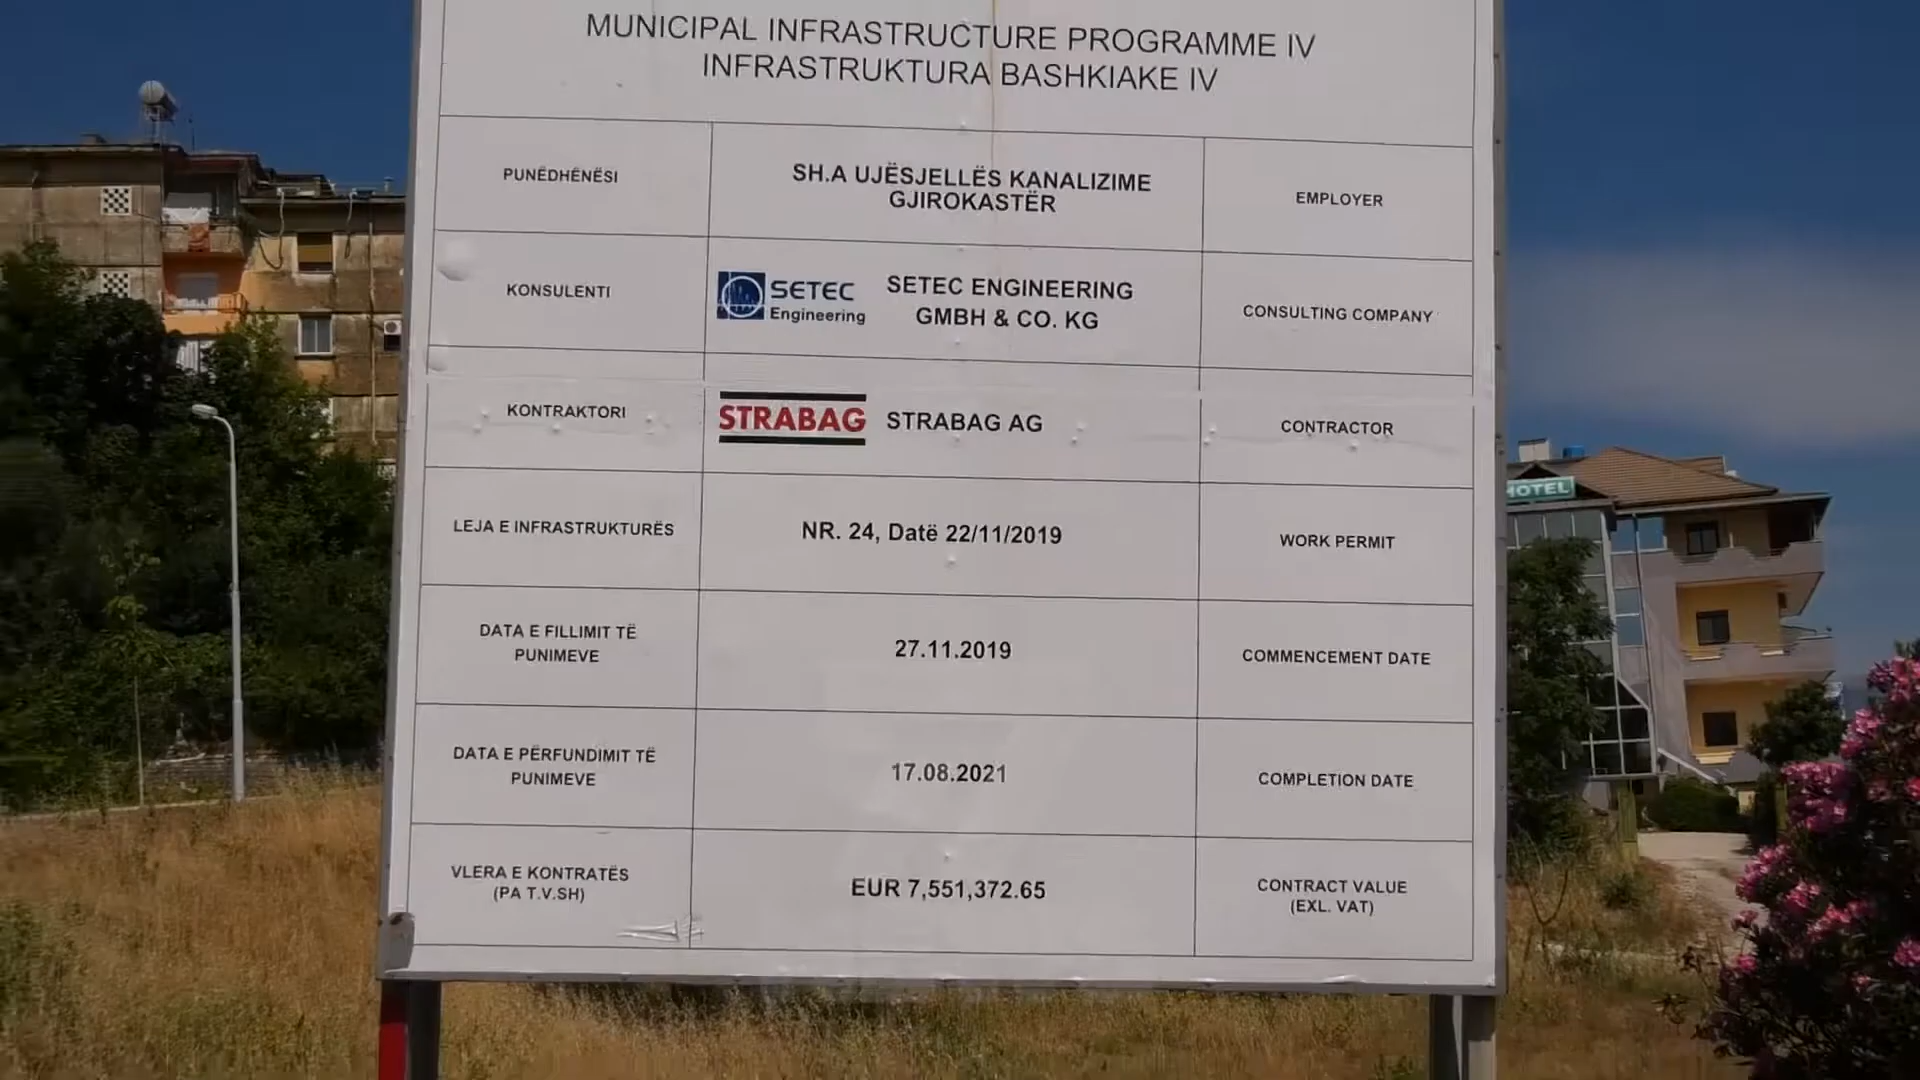 MUNICIPAL INFRASTRUCTURE PROGRAMME IV
INFRASTRUKTURA BASHKIAKE IV
PUNËDHËNËSI
SH.A UJËSJELLËS KANALIZIME
GJIROKASTËR
EMPLOYER
KONSULENTI
SETEC
Engineering
SETEC ENGINEERING
GMBH & CO. KG
CONSULTING COMPANY
KONTRAKTORI
STRABAG
STRABAG AG
CONTRACTOR
LEJA E INFRASTRUKTURËS
NR. 24, Datë 22/11/2019
WORK PERMIT
DATA E FILLIMIT TË
PUNIMEVE
27.11.2019
COMMENCEMENT DATE
DATA E PËRFUNDIMIT TË
PUNIMEVE
17.08.2021
COMPLETION DATE
VLERA E KONTRATËS
(PA T.V.SH)
EUR 7,551,372.65
CONTRACT VALUE
(EXL. VAT)
HOTEL